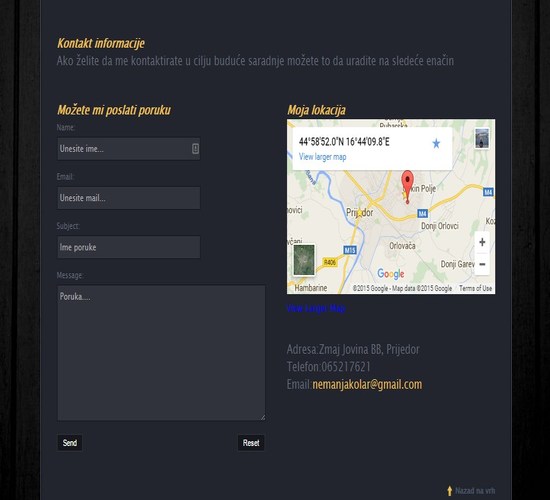 Kontakt informacije
Ako želite da me kontaktirate u cilju buduće saradnje možete to da uradite na sledeće enačin
Možete mi poslati poruku
Name:
Unesite ime...
Email:
Unesite mail...
Subject:
Ime poruke
Message
Poruka....
Send
Reset
Moja lokacija
44°58'52.0"N 16°44'09.8"E
View larger map
Prijedor
Orlovača
Donji Orlovci
Donji Garev
Hambarine
Polje
M4
M4
M15
R406
Google
©2015 Google - Map data ©2015 Google
Terms of Use
View Larger Map
Adresa:Zmaj Jovina BB, Prijedor
Telefon:065217621
Email:nemanjakolar@gmail.com
Nazad na vrh